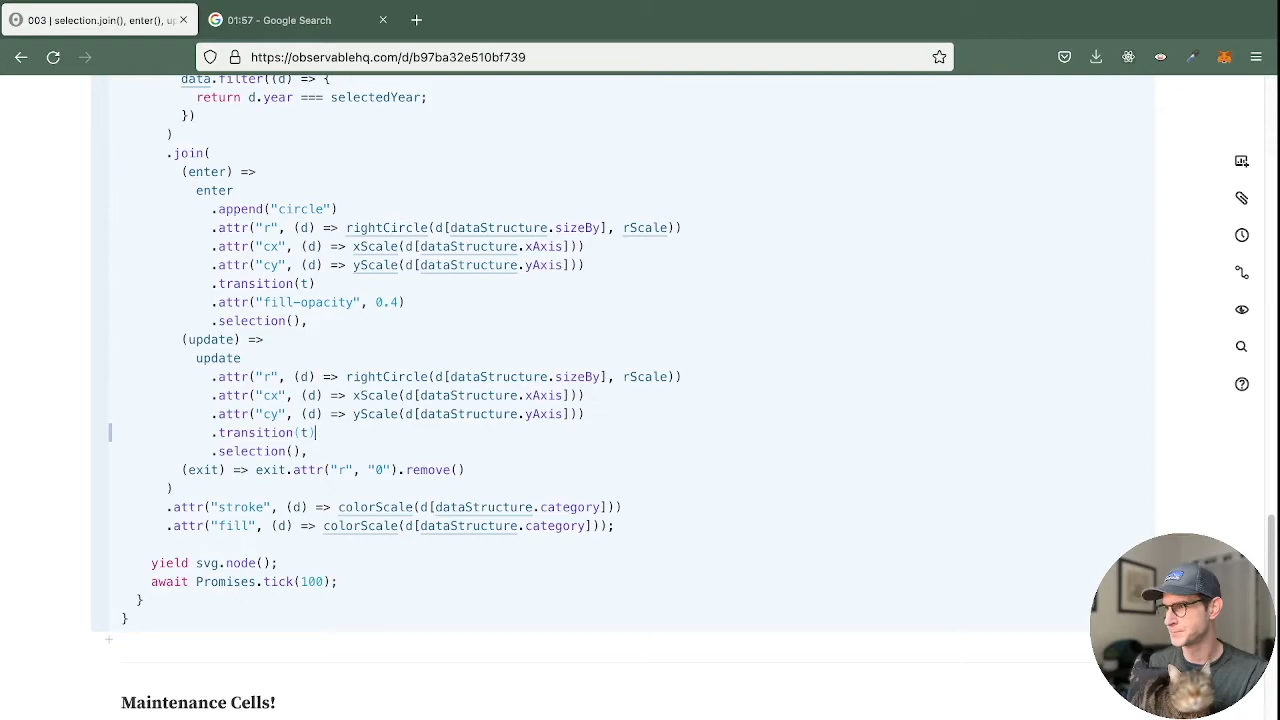 003 | selection.join(), enter(), up
01:57 - Google Search
https://observablehq.com/d/b97ba32e510bf739
data.filter((d) => {
return d.year === selectedYear;
})
)
.join(
(enter) =>
enter
.append("circle")
.attr("r", (d) => rightCircle(d[dataStructure.sizeBy], rScale))
.attr("cx", (d) => xScale(d[dataStructure.xAxis]))
.attr("cy", (d) => yScale(d[dataStructure.yAxis]))
.transition(t)
.attr("fill-opacity", 0.4)
.selection(),
(update) =>
update
.attr("r", (d) => rightCircle(d[dataStructure.sizeBy], rScale))
.attr("cx", (d) => xScale(d[dataStructure.xAxis]))
.attr("cy", (d) => yScale(d[dataStructure.yAxis]))
.transition(t)
.selection(),
(exit) => exit.attr("r", "0").remove()
)
.attr("stroke", (d) => colorScale(d[dataStructure.category]))
.attr("fill", (d) => colorScale(d[dataStructure.category]));
yield svg.node();
await Promises.tick(100);
}
}
Maintenance Cells!